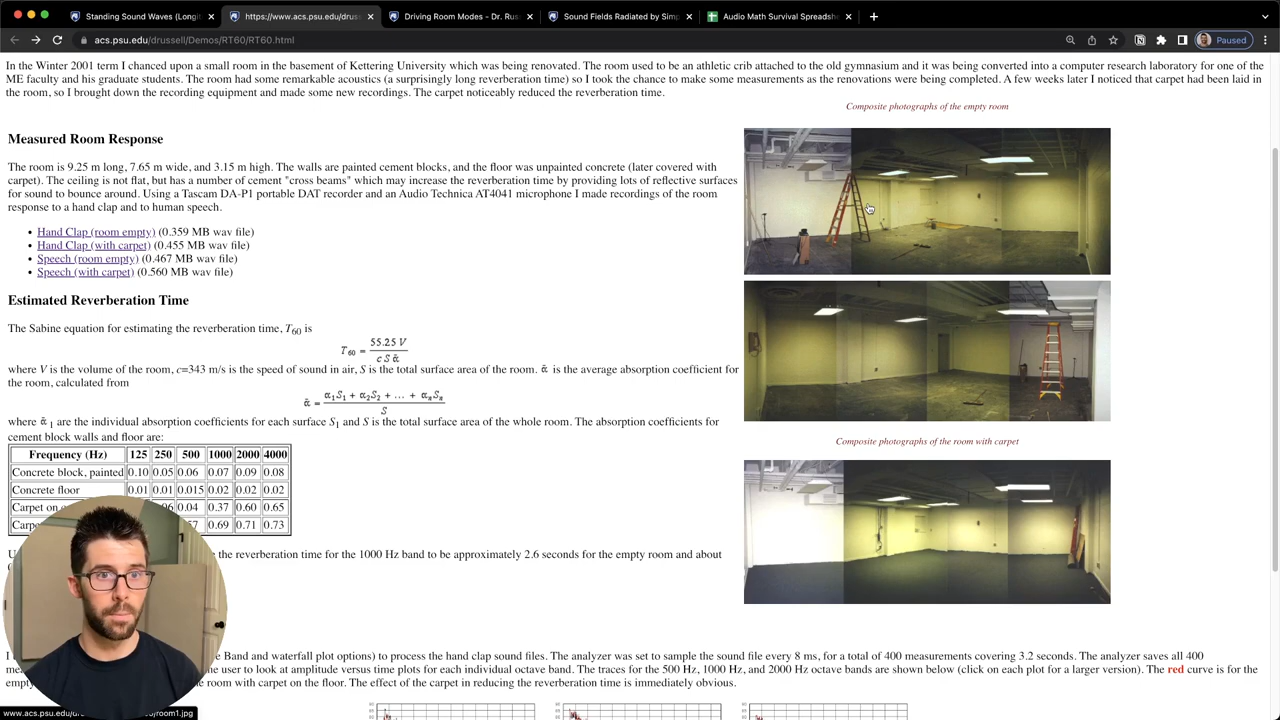 Standing Sound Waves (Longit
https://www.acs.psu.edu/druss
Driving Room Modes - Dr. Rus
Sound Fields Radiated by Simp
Audio Math Survival Spreadsh
acs.psu.edu/drussell/Demos/RT60/RT60.html
Paused
In the Winter 2001 term I chanced upon a small room in the basement of Kettering University which was being renovated. The room used to be an athletic crib attached to the old gymnasium and it was being converted into a computer research laboratory for one of the
ME faculty and his graduate students. The room had some remarkable acoustics (a surprisingly long reverberation time) so I took the chance to make some measurements as the renovations were being completed. A few weeks later I noticed that carpet had been laid in
the room, so I brought down the recording equipment and made some new recordings. The carpet noticeably reduced the reverberation time.
Composite photographs of the empty room
Measured Room Response
The room is 9.25 m long, 7.65 m wide, and 3.15 m high. The walls are painted cement blocks, and the floor was unpainted concrete (later covered with
carpet). The ceiling is not flat, but has a number of cement "cross beams" which may increase the reverberation time by providing lots of reflective surfaces
for sound to bounce around. Using a Tascam DA-P1 portable DAT recorder and an Audio Technica AT4041 microphone I made recordings of the room
response to a hand clap and to human speech.
• Hand Clap (room empty) (0.359 MB wav file)
• Hand Clap (with carpet) (0.455 MB wav file)
• Speech (room empty) (0.467 MB wav file)
• Speech (with carpet) (0.560 MB wav file)
Estimated Reverberation Time
The Sabine equation for estimating the reverberation time, T60 is
T60 = 55.25 V / c S ᾱ
where V is the volume of the room, c=343 m/s is the speed of sound in air, S is the total surface area of the room. ᾱ is the average absorption coefficient for
the room, calculated from
ᾱ = α1S1 + α2S2 + ... + αnSn / S
where ᾱ1 are the individual absorption coefficients for each surface S1 and S is the total surface area of the whole room. The absorption coefficients for
cement block walls and floor are:
Composite photographs of the room with carpet
Frequency (Hz) 125 250 500 1000 2000 4000
Concrete block, painted 0.10 0.05 0.06 0.07 0.09 0.08
Concrete floor 0.01 0.01 0.015 0.02 0.02 0.02
Carpet on 0.04 0.37 0.60 0.65
Carpe 0.69 0.71 0.73
the reverberation time for the 1000 Hz band to be approximately 2.6 seconds for the empty room and about
Band and waterfall plot options) to process the hand clap sound files. The analyzer was set to sample the sound file every 8 ms, for a total of 400 measurements covering 3.2 seconds. The analyzer saves all 400
user to look at amplitude versus time plots for each individual octave band. The traces for the 500 Hz, 1000 Hz, and 2000 Hz octave bands are shown below (click on each plot for a larger version). The red curve is for the
empty room with carpet on the floor. The effect of the carpet in reducing the reverberation time is immediately obvious.
www.acs.psu.edu/drussell/Demos/RT60/room1.jpg